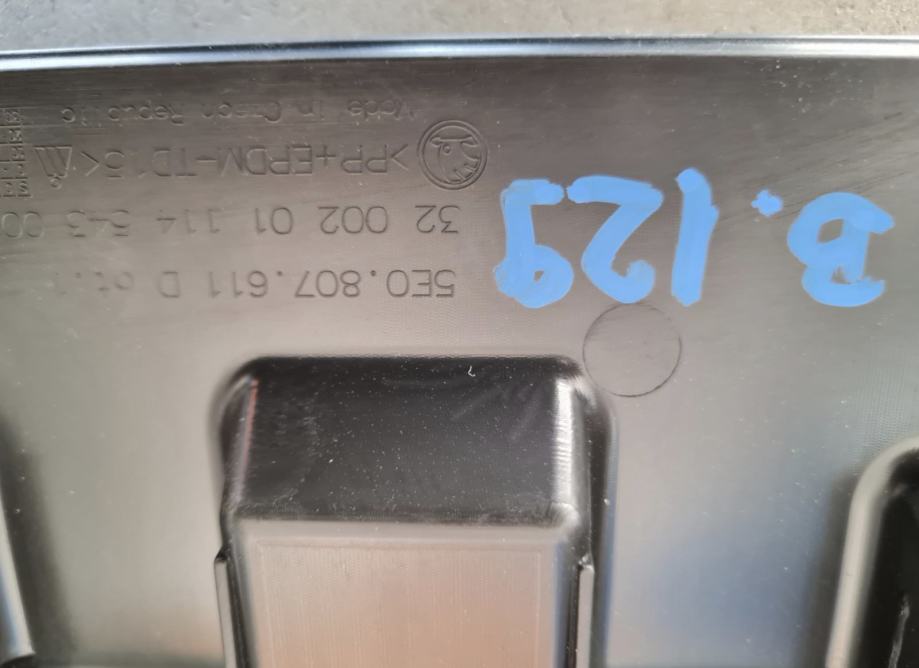 B.129
Made in Czech Republic
>PP+EPDM-TD15<
32 002 01 114 543 00
5E0.807.611 D